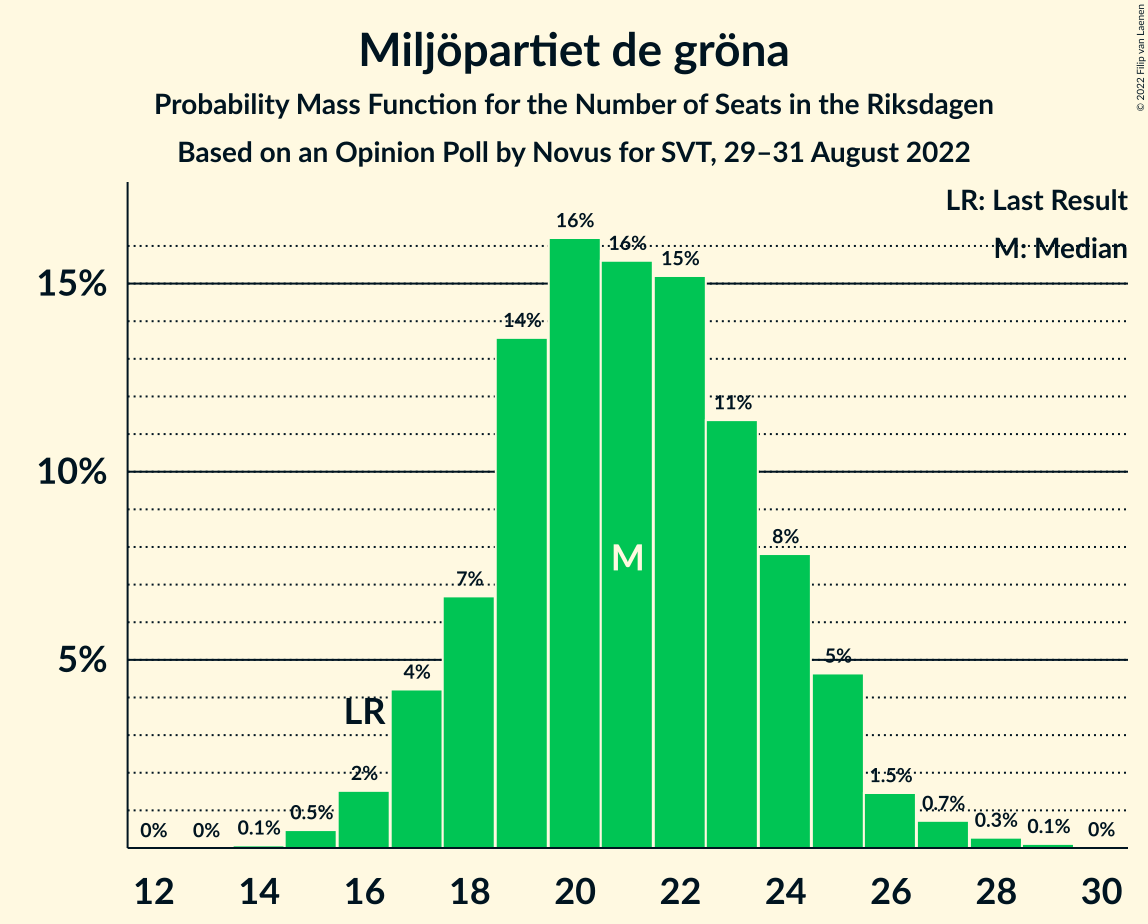 Miljöpartiet de gröna
Probability Mass Function for the Number of Seats in the Riksdagen
Based on an Opinion Poll by Novus for SVT, 29–31 August 2022
© 2022 Filip van Laenen
LR: Last Result
M: Median
15%
10%
5%
0%
0%
0.1%
0.5%
2%
LR
4%
7%
14%
16%
16%
M
15%
11%
8%
5%
1.5%
0.7%
0.3%
0.1%
0%
12 14 16 18 20 22 24 26 28 30